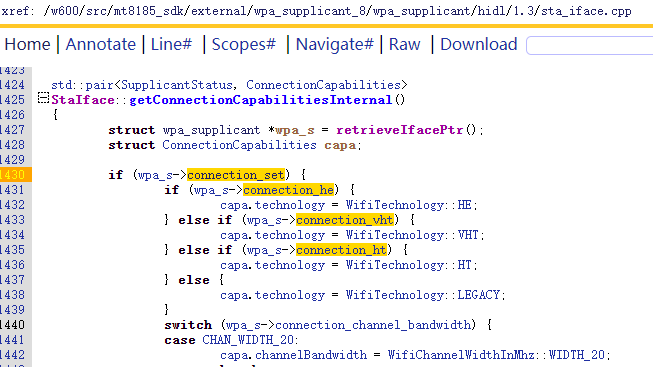 xref: /w600/src/mt8185_sdk/external/wpa_supplicant_8/wpa_supplicant/hidl/1.3/sta_iface.cpp
Home | Annotate | Line# | Scopes# | Navigate# | Raw | Download
1423
1424 std::pair<SupplicantStatus, ConnectionCapabilities>
1425 StaIface::getConnectionCapabilitiesInternal()
1426 {
1427 struct wpa_supplicant *wpa_s = retrieveIfacePtr();
1428 struct ConnectionCapabilities capa;
1429
1430 if (wpa_s->connection_set) {
1431 if (wpa_s->connection_he) {
1432 capa.technology = WifiTechnology::HE;
1433 } else if (wpa_s->connection_vht) {
1434 capa.technology = WifiTechnology::VHT;
1435 } else if (wpa_s->connection_ht) {
1436 capa.technology = WifiTechnology::HT;
1437 } else {
1438 capa.technology = WifiTechnology::LEGACY;
1439 }
1440 switch (wpa_s->connection_channel_bandwidth) {
1441 case CHAN_WIDTH_20:
1442 capa.channelBandwidth = WifiChannelWidthInMhz::WIDTH_20;